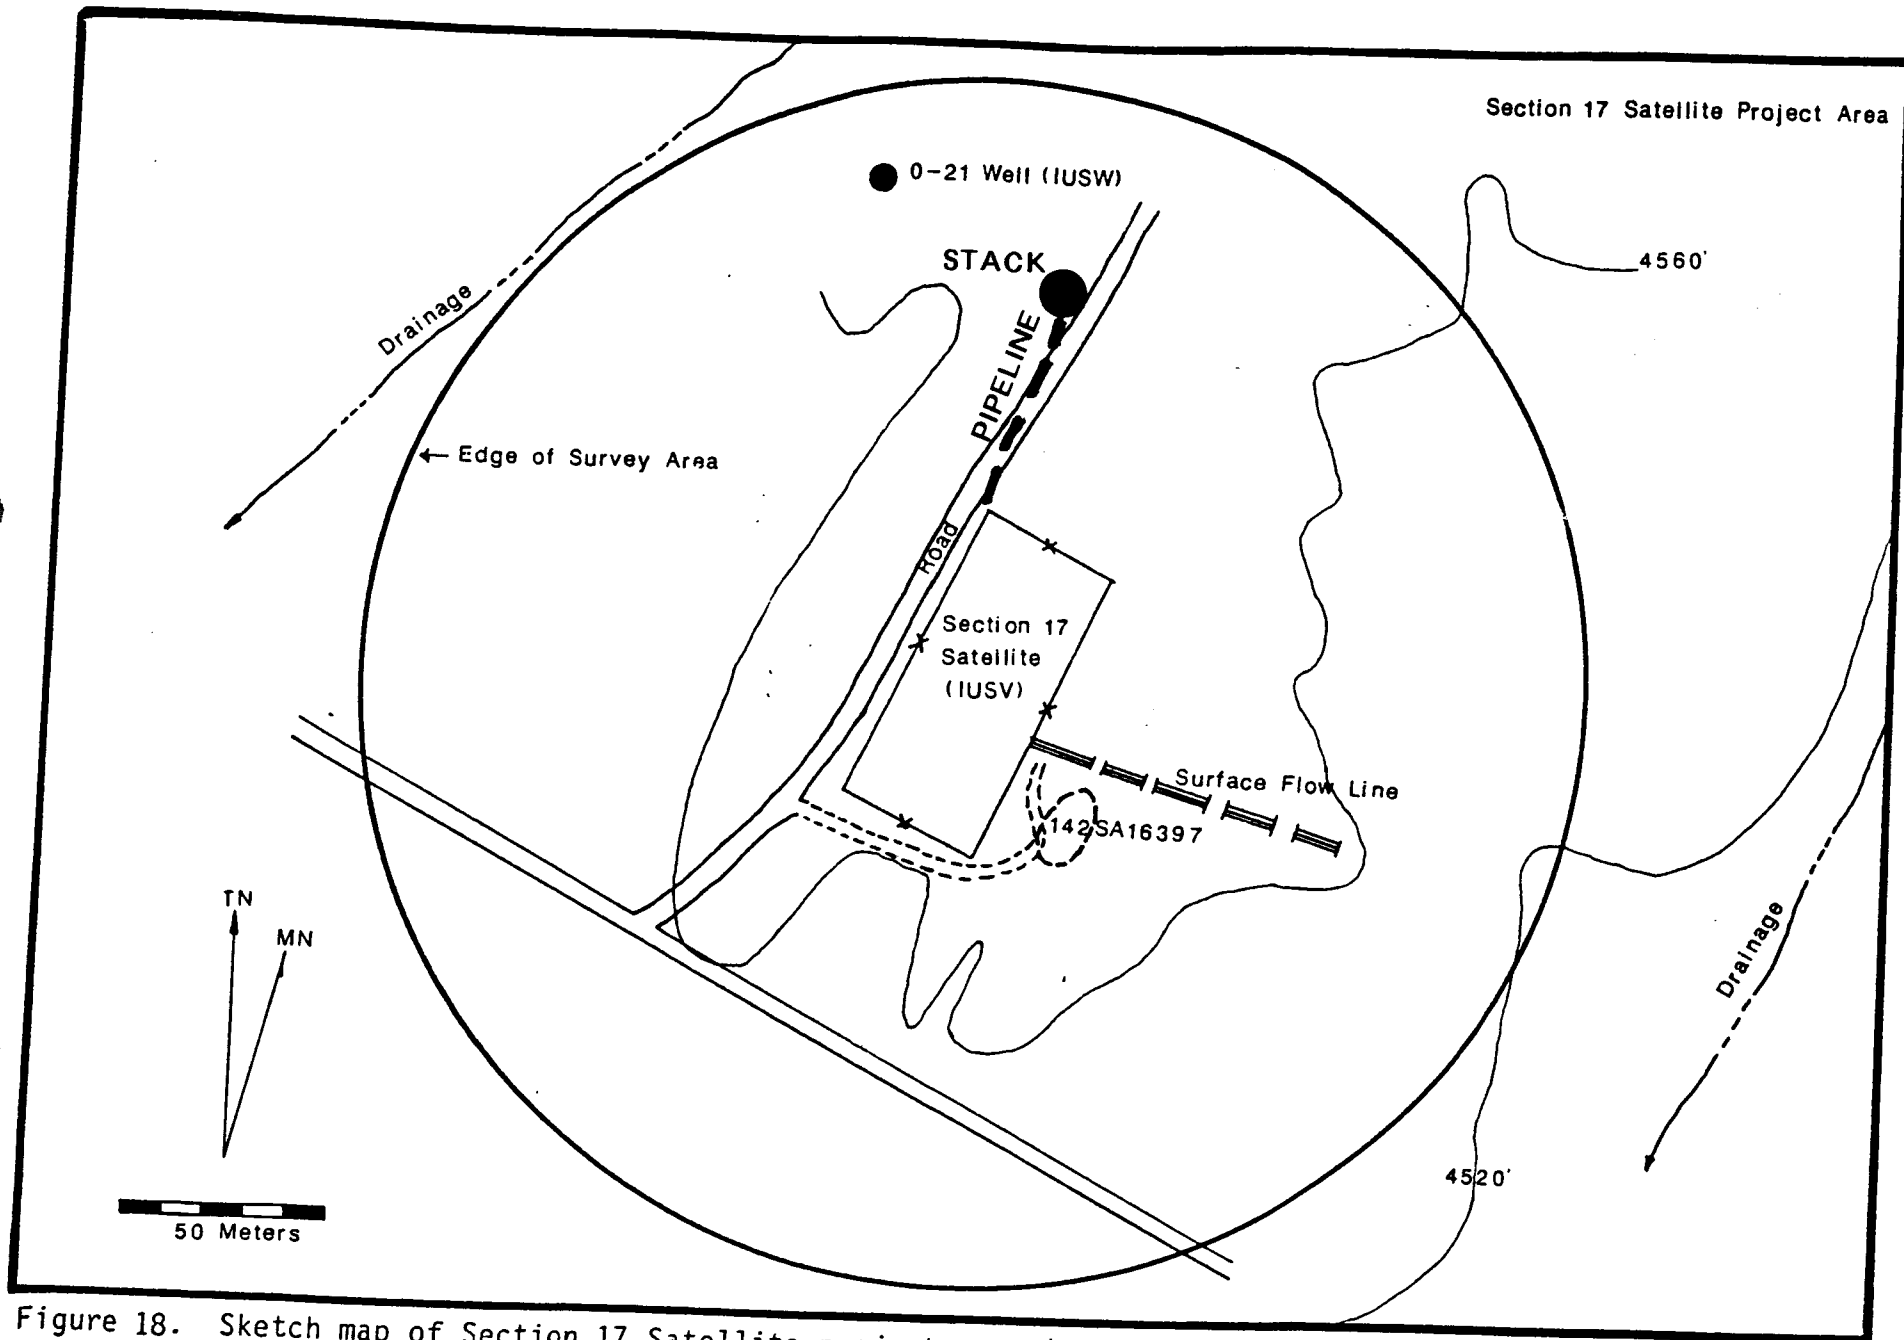 Section 17 Satellite Project Area
0-21 Well (IUSW)
STACK
4560'
Drainage
PIPELINE
Edge of Survey Area
Road
Section 17
Satellite
(IUSV)
Surface Flow Line
142SA16397
TN
MN
Drainage
4520'
50 Meters
Figure 18. Sketch map of Section 17 Satellite